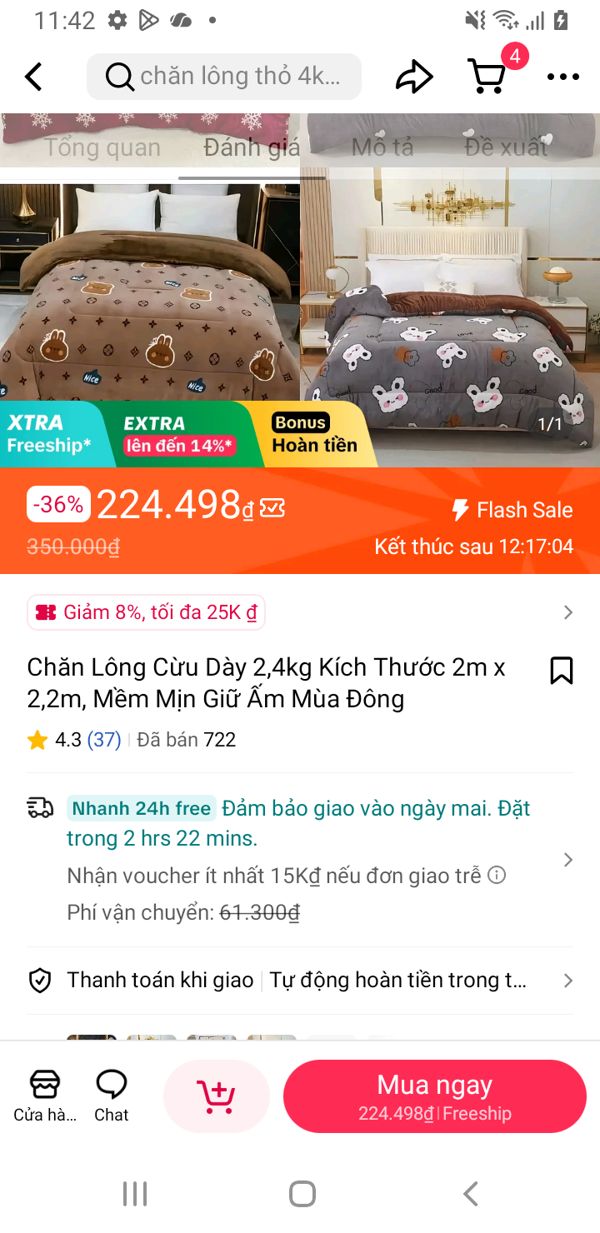 11:42
chăn lông thỏ 4k...
4
Tổng quan
Đánh giá
Mô tả
Đề xuất
Nice
Nice
Love
Good
Good
XTRA
Freeship*
EXTRA
lên đến 14%*
Bonus
Hoàn tiền
1/1
-36% 224.498₫
Flash Sale
350.000₫
Kết thúc sau 12:17:04
Giảm 8%, tối đa 25K ₫
Chăn Lông Cừu Dày 2,4kg Kích Thước 2m x
2,2m, Mềm Mịn Giữ Ấm Mùa Đông
4.3 (37) Đã bán 722
Nhanh 24h free Đảm bảo giao vào ngày mai. Đặt
trong 2 hrs 22 mins.
Nhận voucher ít nhất 15K₫ nếu đơn giao trễ
Phí vận chuyển: 61.300₫
Thanh toán khi giao | Tự động hoàn tiền trong t...
Cửa hà...
Chat
Mua ngay
224.498₫ | Freeship